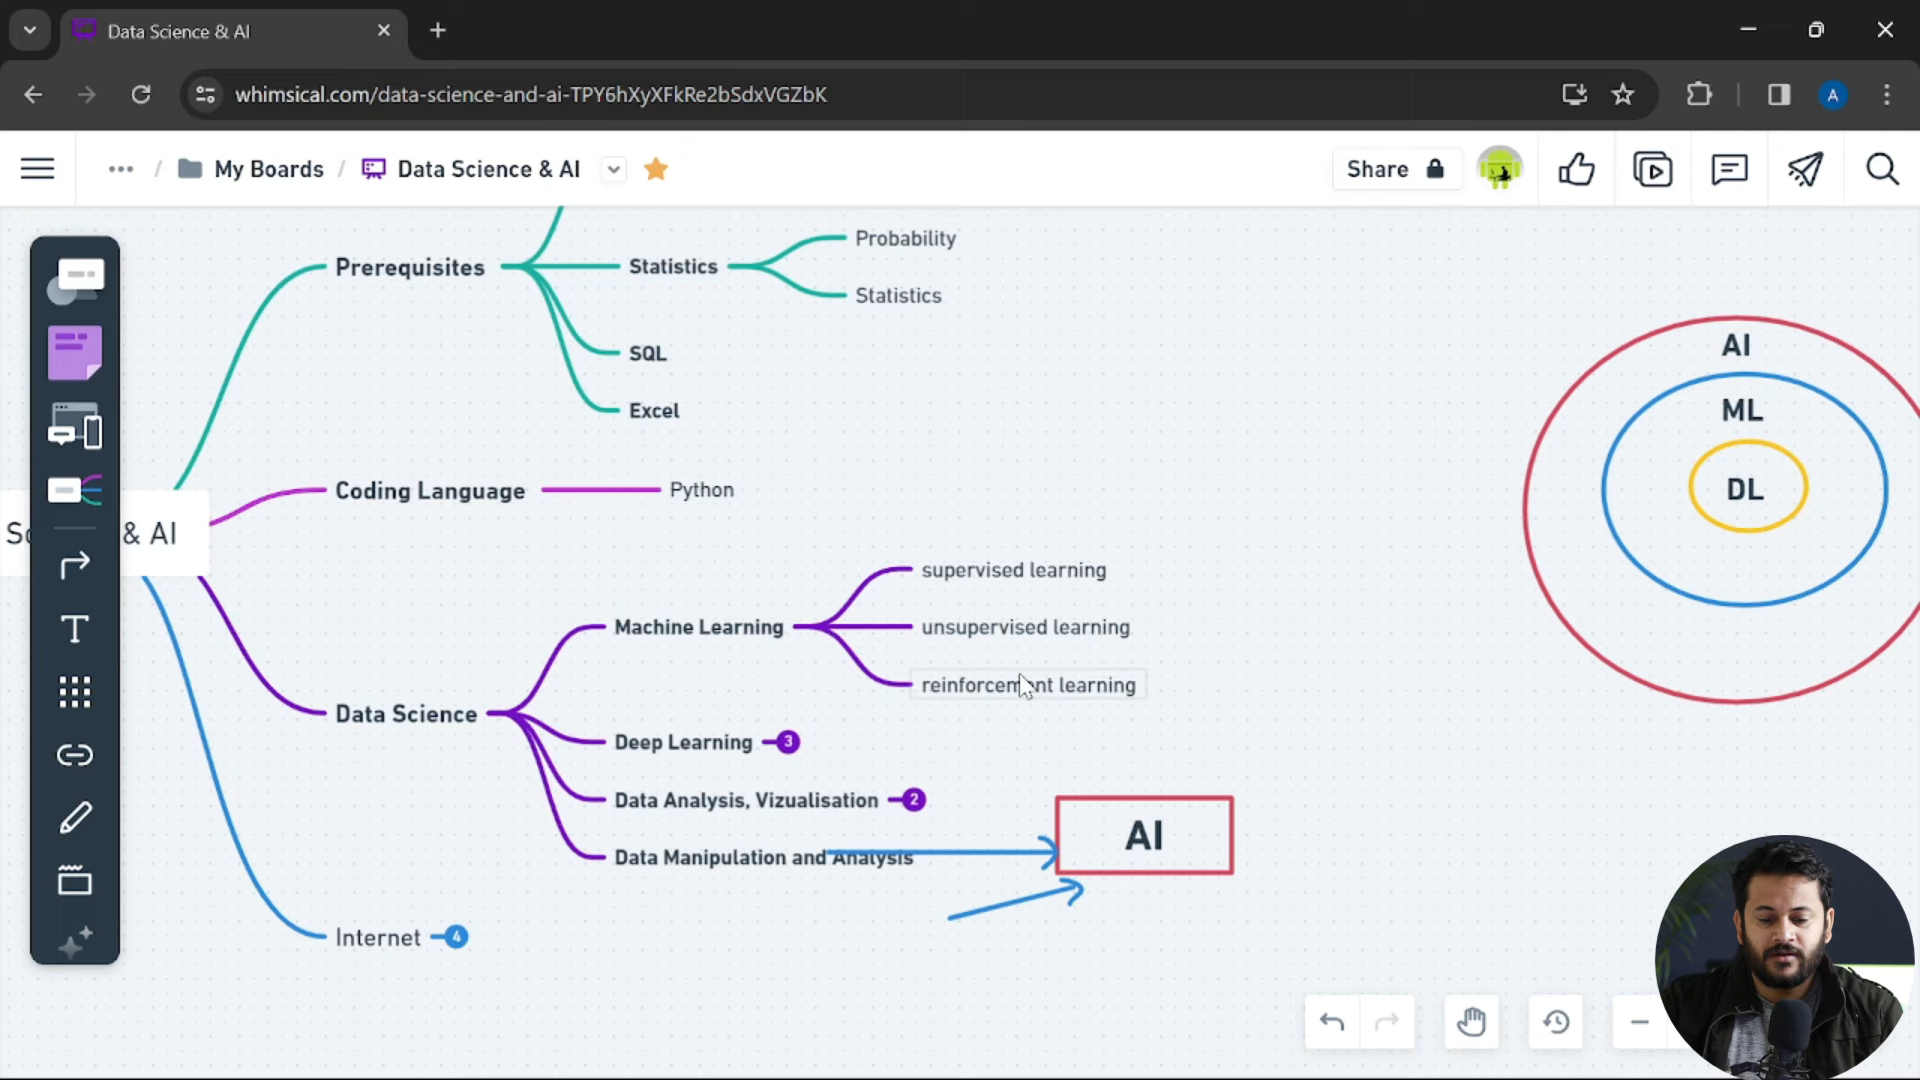 Data Science & AI
whimsical.com/data-science-and-ai-TPY6hXyXFkRe2bSdxVGZbK
A
... / My Boards / Data Science & AI
Share
Probability
Prerequisites
Statistics
Statistics
SQL
Excel
AI
ML
DL
Coding Language
Python
& AI
T
supervised learning
Machine Learning
unsupervised learning
reinforcement learning
Data Science
Deep Learning
3
Data Analysis, Vizualisation
2
AI
Data Manipulation and Analysis
Internet
4